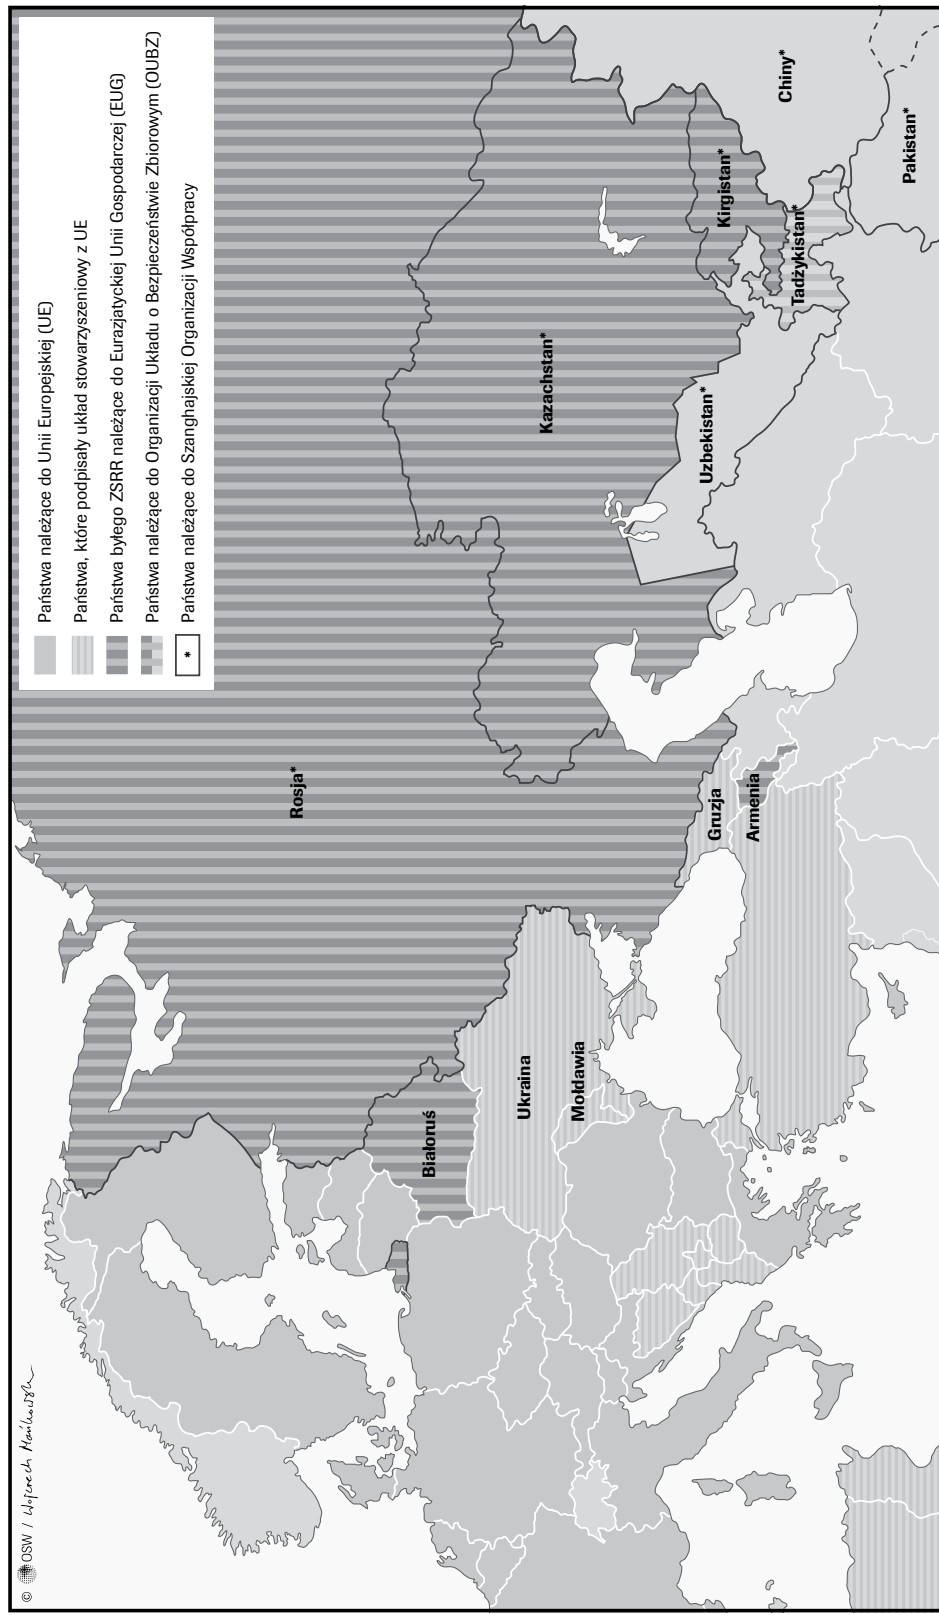 Państwa należące do Unii Europejskiej (UE)
Państwa, które podpisały układ stowarzyszeniowy z UE
Państwa byłego ZSRR należące do Eurazjatyckiej Unii Gospodarczej (EUG)
Państwa należące do Organizacji Układu o Bezpieczeństwie Zbiorowym (OUBZ)
* Państwa należące do Szanghajskiej Organizacji Współpracy
Rosja*
Kazachstan*
Białoruś
Ukraina
Mołdawia
Gruzja
Armenia
Uzbekistan*
Kirgistan*
Tadżykistan*
Chiny*
Pakistan*
© OSW / Wojciech Mańkowski